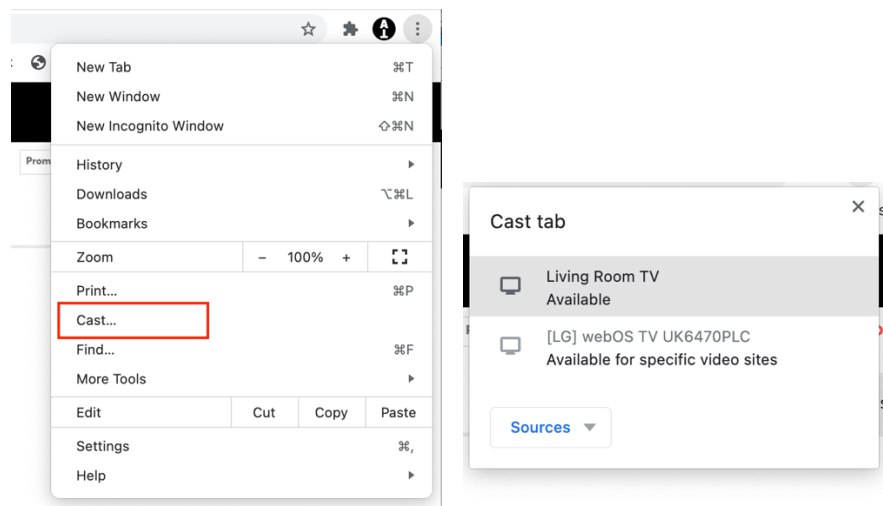 Prom
New Tab ⌘T
New Window ⌘N
New Incognito Window ⇧⌘N
History
Downloads ⌥⌘L
Bookmarks
Zoom − 100% +
Print... ⌘P
Cast...
Find... ⌘F
More Tools
Edit Cut Copy Paste
Settings ⌘,
Help
Cast tab
Living Room TV
Available
[LG] webOS TV UK6470PLC
Available for specific video sites
Sources